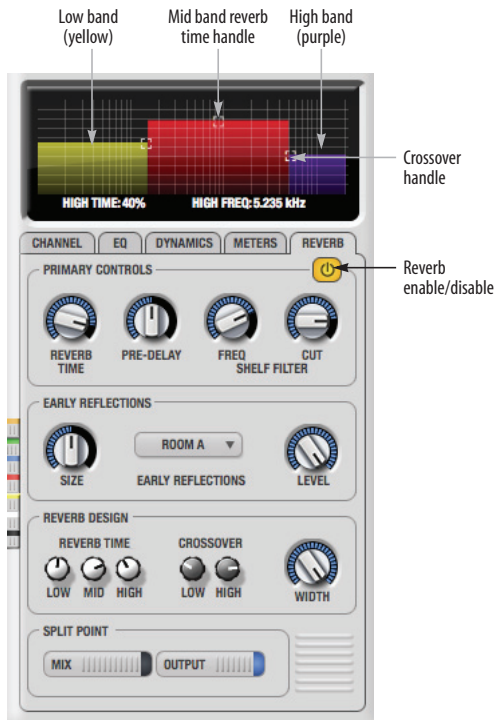 Low band
(yellow)
Mid band reverb
time handle
High band
(purple)
Crossover
handle
HIGH TIME: 40%
HIGH FREQ: 5.235 kHz
CHANNEL
EQ
DYNAMICS
METERS
REVERB
PRIMARY CONTROLS
Reverb
enable/disable
REVERB
TIME
PRE-DELAY
FREQ
CUT
SHELF FILTER
EARLY REFLECTIONS
ROOM A
SIZE
EARLY REFLECTIONS
LEVEL
REVERB DESIGN
REVERB TIME
CROSSOVER
LOW
MID
HIGH
LOW
HIGH
WIDTH
SPLIT POINT
MIX
OUTPUT